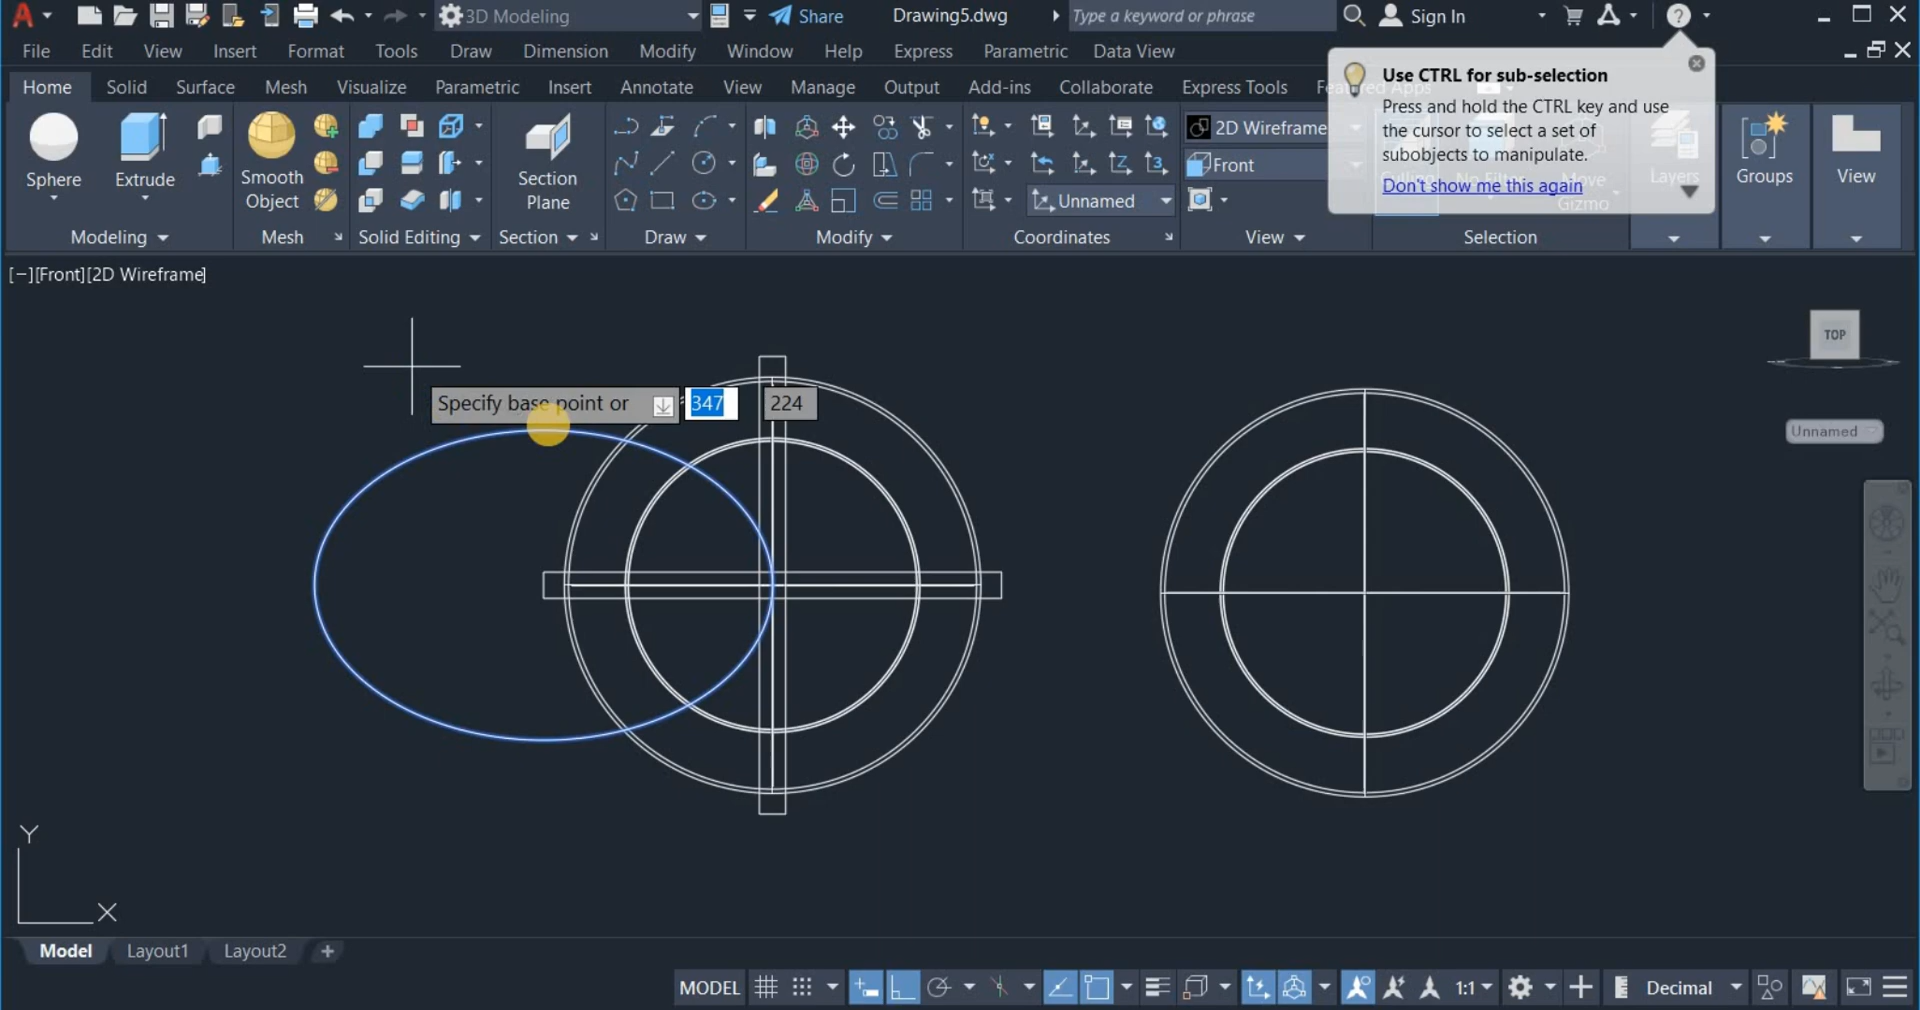 3D Modeling Share Drawing5.dwg Type a keyword or phrase Sign In
File Edit View Insert Format Tools Draw Dimension Modify Window Help Express Parametric Data View
Home Solid Surface Mesh Visualize Parametric Insert Annotate View Manage Output Add-ins Collaborate Express Tools
Use CTRL for sub-selection
Press and hold the CTRL key and use
the cursor to select a set of
subobjects to manipulate.
Don't show me this again
Sphere Extrude Smooth
Object Section
Plane 2D Wireframe
Front
Unnamed
Move
Gizmo
Layers Groups View
Modeling Mesh Solid Editing Section Draw Modify Coordinates View Selection
[−][Front][2D Wireframe]
TOP
Specify base point or 347 224
Unnamed
Y
X
Model Layout1 Layout2 +
MODEL 1:1 Decimal